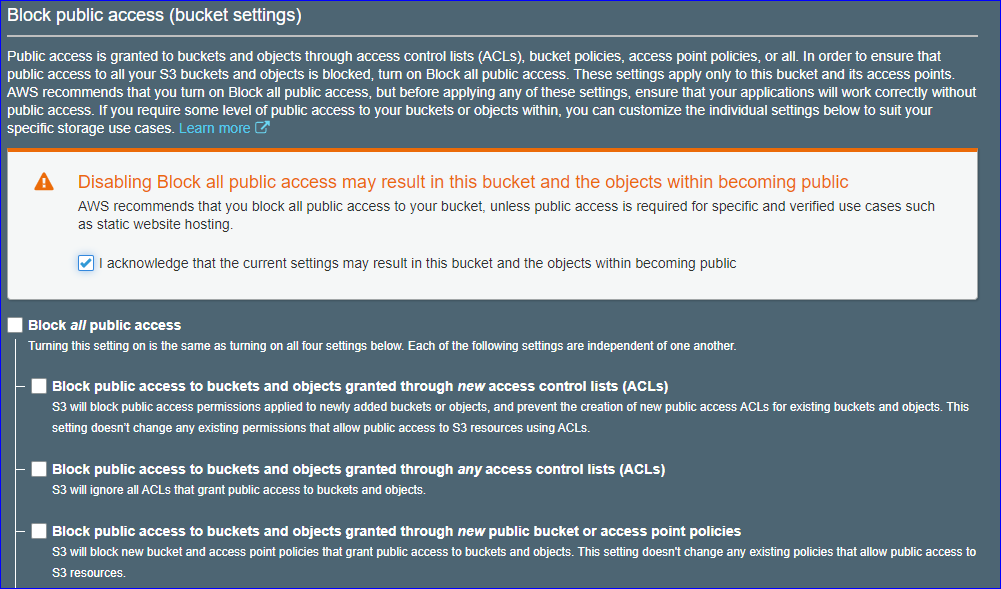 Block public access (bucket settings)
Public access is granted to buckets and objects through access control lists (ACLs), bucket policies, access point policies, or all. In order to ensure that
public access to all your S3 buckets and objects is blocked, turn on Block all public access. These settings apply only to this bucket and its access points.
AWS recommends that you turn on Block all public access, but before applying any of these settings, ensure that your applications will work correctly without
public access. If you require some level of public access to your buckets or objects within, you can customize the individual settings below to suit your
specific storage use cases. Learn more
Disabling Block all public access may result in this bucket and the objects within becoming public
AWS recommends that you block all public access to your bucket, unless public access is required for specific and verified use cases such
as static website hosting.
I acknowledge that the current settings may result in this bucket and the objects within becoming public
Block all public access
Turning this setting on is the same as turning on all four settings below. Each of the following settings are independent of one another.
Block public access to buckets and objects granted through new access control lists (ACLs)
S3 will block public access permissions applied to newly added buckets or objects, and prevent the creation of new public access ACLs for existing buckets and objects. This
setting doesn't change any existing permissions that allow public access to S3 resources using ACLs.
Block public access to buckets and objects granted through any access control lists (ACLs)
S3 will ignore all ACLs that grant public access to buckets and objects.
Block public access to buckets and objects granted through new public bucket or access point policies
S3 will block new bucket and access point policies that grant public access to buckets and objects. This setting doesn't change any existing policies that allow public access to
S3 resources.